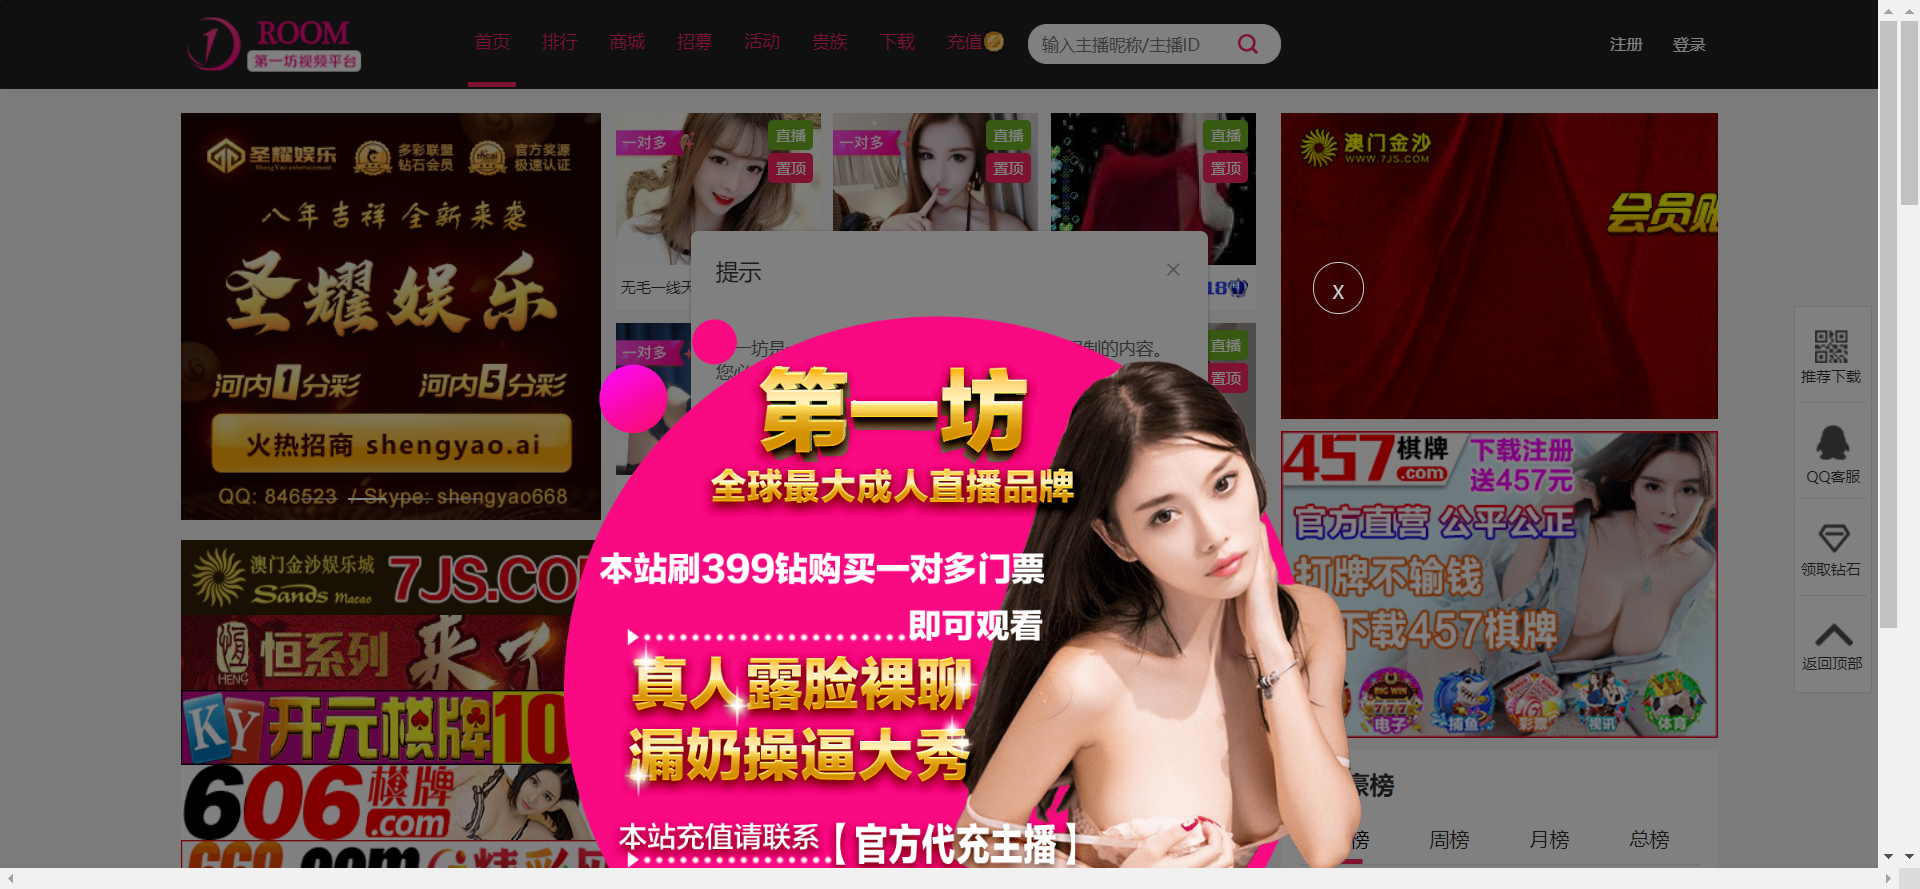 ROOM
第一坊视频平台
首页 排行 商城 招募 活动 贵族 下载 充值
输入主播昵称/主播ID
注册 登录
圣耀娱乐
ShengYao entertainment
多彩联盟
钻石会员
官方奖源
极速认证
八年吉祥 全新来袭
圣耀娱乐
河内1分彩 河内5分彩
火热招商 shengyao.ai
QQ: 846523 / Skype: shengyao668
一对多
直播
置顶
一对多
直播
置顶
直播
置顶
无毛一线天
18
一对多
直播
置顶
提示
一坊是
限制的内容。
x
澳门金沙
WWW.7JS.COM
会员
457棋牌
.com
下载注册
送457元
官方直营 公平公正
打牌不输钱
下载457棋牌
BIG WIN
777
电子 捕鱼 彩票 视讯 体育
推荐下载
QQ客服
领取钻石
返回顶部
澳门金沙娱乐城
Sands Macao
7JS.CO
恒
HENG
恒系列 来了
KY 开元棋牌10
606棋牌
.com
第一坊
全球最大成人直播品牌
本站刷399钻购买一对多门票
即可观看
真人露脸裸聊
漏奶操逼大秀
本站充值请联系【官方代充主播】
豪榜
榜 周榜 月榜 总榜